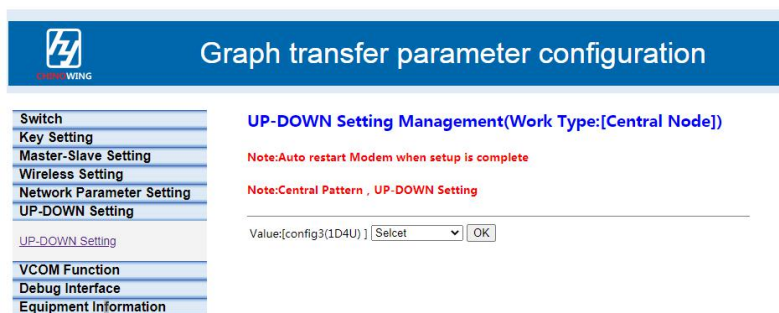 WING
Graph transfer parameter configuration
Switch
Key Setting
Master-Slave Setting
Wireless Setting
Network Parameter Setting
UP-DOWN Setting
UP-DOWN Setting
VCOM Function
Debug Interface
Equipment Information
UP-DOWN Setting Management(Work Type:[Central Node])
Note:Auto restart Modem when setup is complete
Note:Central Pattern , UP-DOWN Setting
Value:[config3(1D4U) ] Selcet OK